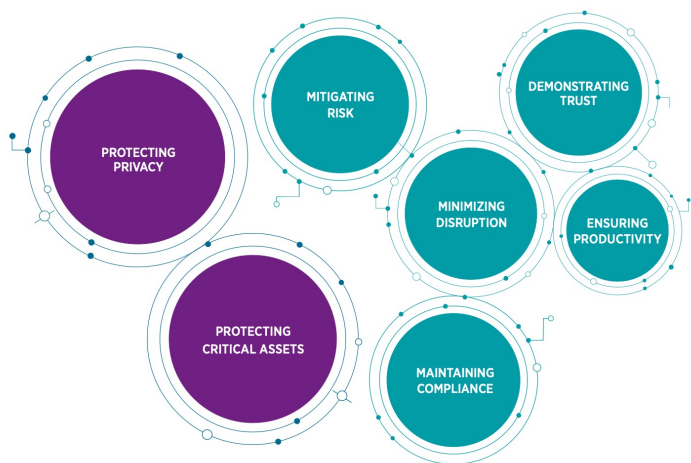 PROTECTING
PRIVACY
MITIGATING
RISK
DEMONSTRATING
TRUST
MINIMIZING
DISRUPTION
ENSURING
PRODUCTIVITY
PROTECTING
CRITICAL ASSETS
MAINTAINING
COMPLIANCE